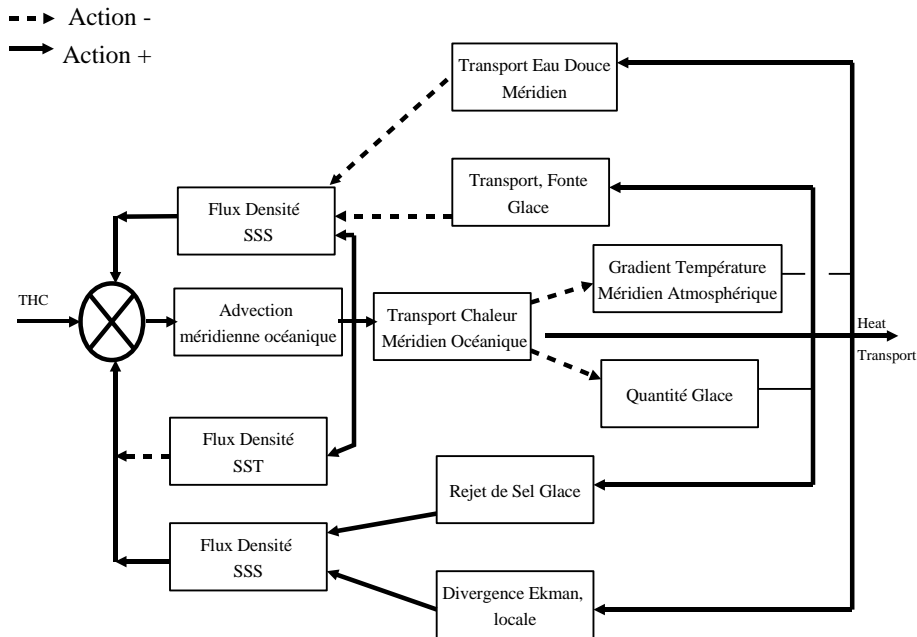 Action -
Action +
Transport Eau Douce
Méridien
Transport, Fonte
Glace
Flux Densité
SSS
Gradient Température
Méridien Atmosphérique
THC
Advection
méridienne océanique
Transport Chaleur
Méridien Océanique
Heat
Transport
Quantité Glace
Flux Densité
SST
Rejet de Sel Glace
Flux Densité
SSS
Divergence Ekman,
locale